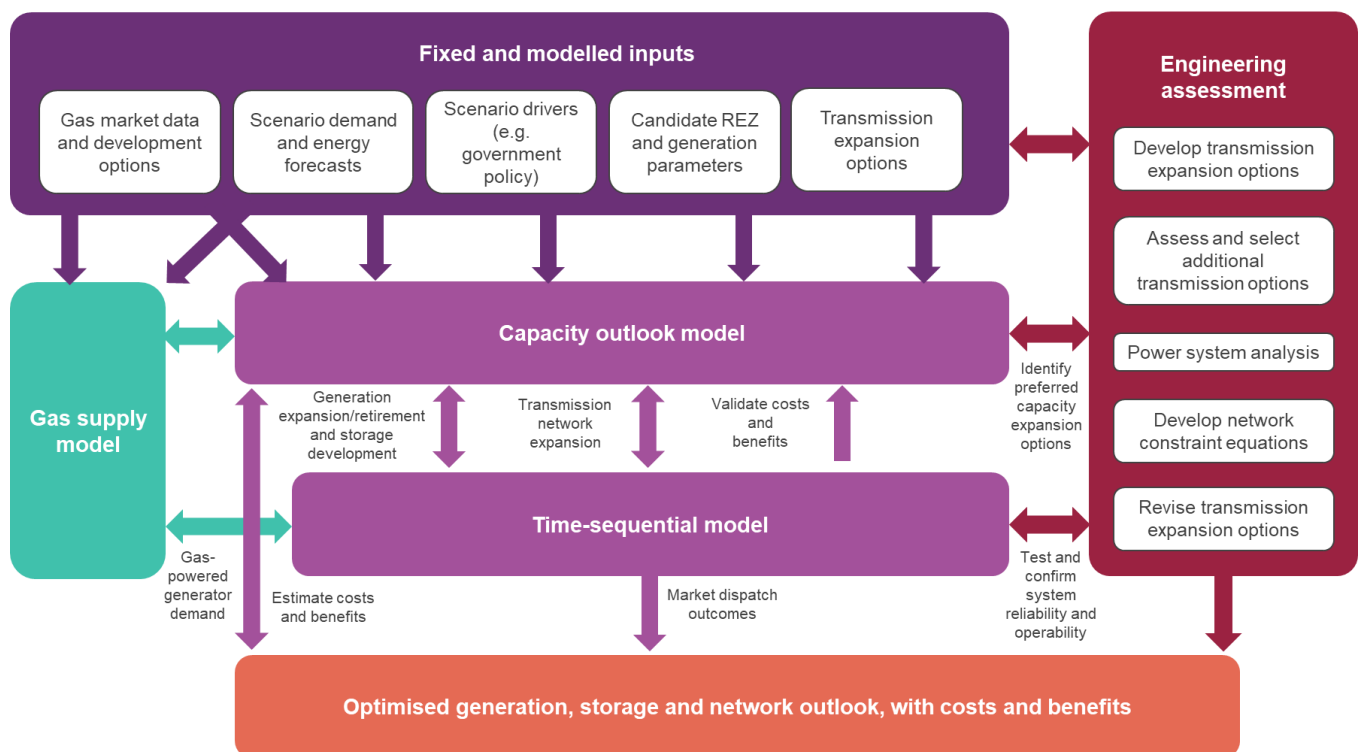 Fixed and modelled inputs
Gas market data
and development
options
Scenario demand
and energy
forecasts
Scenario drivers
(e.g.
government
policy)
Candidate REZ
and generation
parameters
Transmission
expansion
options
Engineering
assessment
Develop transmission
expansion options
Assess and select
additional
transmission options
Power system analysis
Develop network
constraint equations
Revise transmission
expansion options
Gas supply
model
Capacity outlook model
Generation
expansion/retirement
and storage
development
Transmission
network
expansion
Validate costs
and
benefits
Identify
preferred
capacity
expansion
options
Time-sequential model
Gas-
powered
generator
demand
Estimate costs
and benefits
Market dispatch
outcomes
Test and
confirm
system
reliability and
operability
Optimised generation, storage and network outlook, with costs and benefits